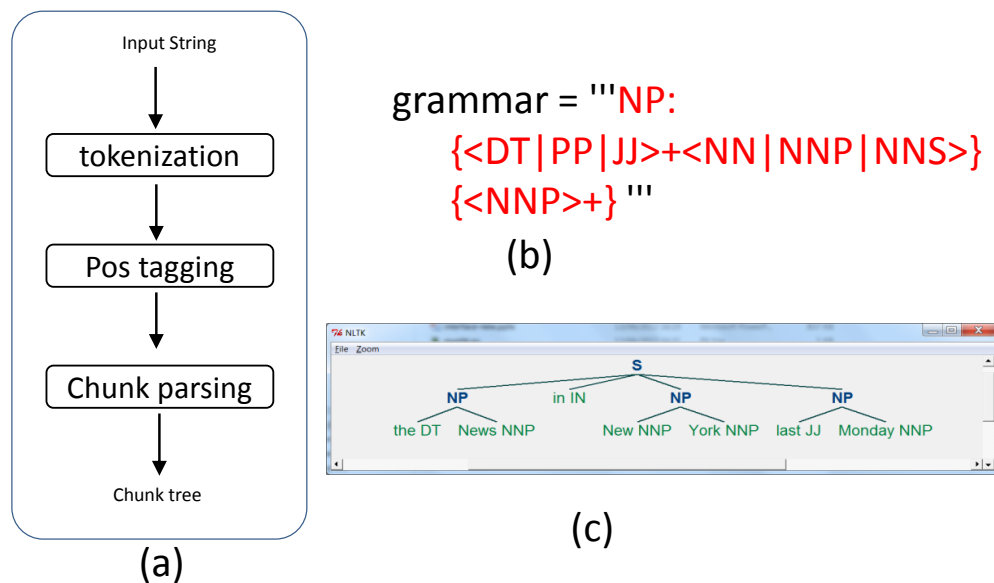 Input String
tokenization
Pos tagging
Chunk parsing
Chunk tree
(a)
grammar = '''NP:
{<DT|PP|JJ>+<NN|NNP|NNS>}
{<NNP>+} '''
(b)
NLTK
File Zoom
S
NP in IN NP NP
the DT News NNP New NNP York NNP last JJ Monday NNP
(c)